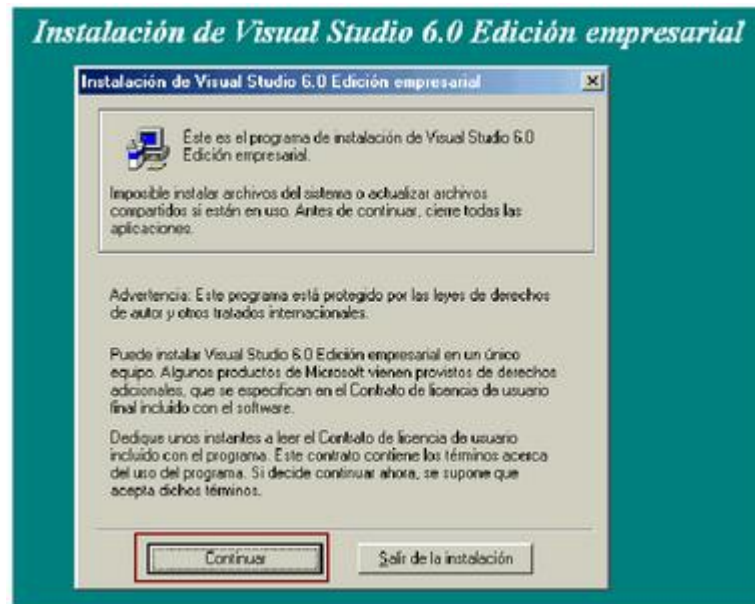 Instalación de Visual Studio 6.0 Edición empresarial
Instalación de Visual Studio 6.0 Edición empresarial
Éste es el programa de instalación de Visual Studio 6.0
Edición empresarial.
Imposible instalar archivos del sistema o actualizar archivos
compartidos si están en uso. Antes de continuar, cierre todas las
aplicaciones.
Advertencia: Este programa está protegido por las leyes de derechos
de autor y otros tratados internacionales.
Puede instalar Visual Studio 6.0 Edición empresarial en un único
equipo. Algunos productos de Microsoft vienen provistos de derechos
adicionales, que se especifican en el Contrato de licencia de usuario
final incluido con el software.
Dedique unos instantes a leer el Contrato de licencia de usuario
incluido con el programa. Este contrato contiene los términos acerca
del uso del programa. Si decide continuar ahora, se supone que
acepta dichos términos.
Continuar
Salir de la instalación